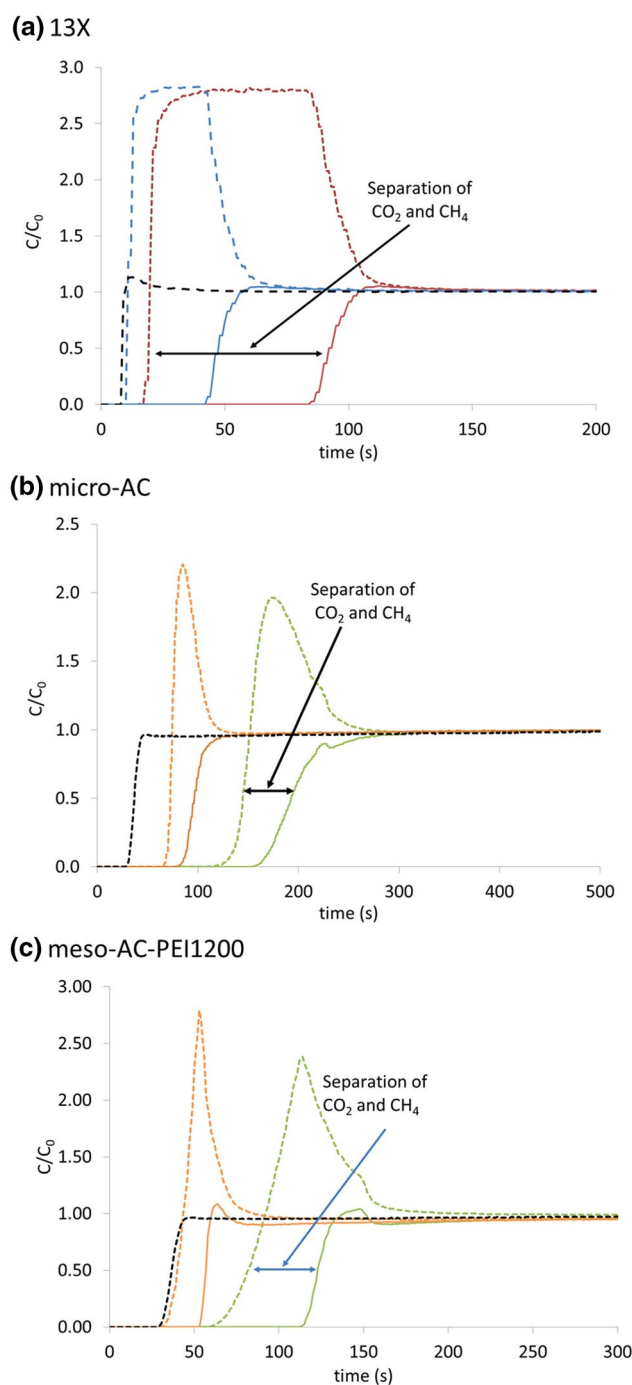 (a) 13X
3.0
2.5
2.0
1.5
1.0
0.5
0.0
C/C0
Separation of
CO2 and CH4
0 50 100 150 200
time (s)
(b) micro-AC
2.5
2.0
1.5
1.0
0.5
0.0
C/C0
Separation of
CO2 and CH4
0 100 200 300 400 500
time (s)
(c) meso-AC-PEI1200
3.00
2.50
2.00
1.50
1.00
0.50
0.00
C/C0
Separation of
CO2 and CH4
0 50 100 150 200 250 300
time (s)